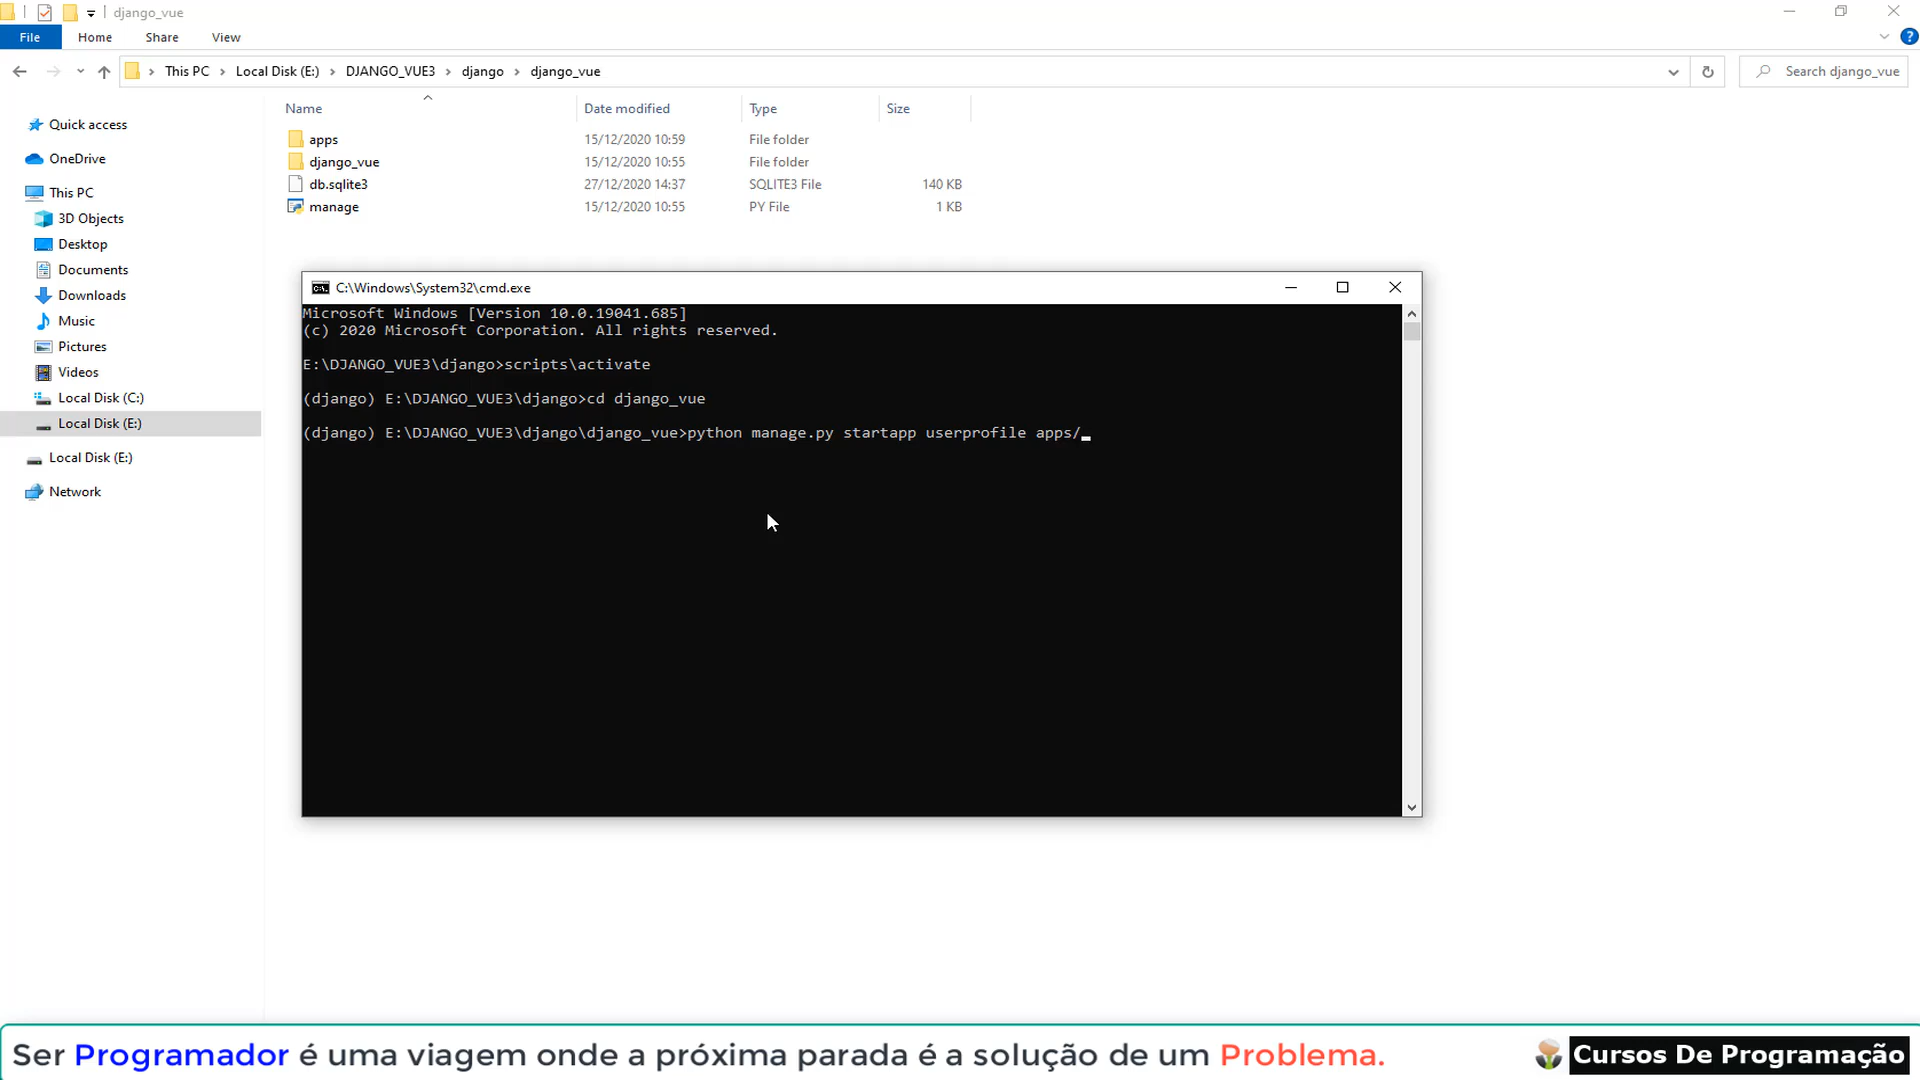 django_vue
File Home Share View
This PC Local Disk (E:) DJANGO_VUE3 django django_vue
Search django_vue
Name Date modified Type Size
Quick access
OneDrive
This PC
3D Objects
Desktop
Documents
Downloads
Music
Pictures
Videos
Local Disk (C:)
Local Disk (E:)
Local Disk (E:)
Network
apps 15/12/2020 10:59 File folder
django_vue 15/12/2020 10:55 File folder
db.sqlite3 27/12/2020 14:37 SQLITE3 File 140 KB
manage 15/12/2020 10:55 PY File 1 KB
C:\Windows\System32\cmd.exe
Microsoft Windows [Version 10.0.19041.685]
(c) 2020 Microsoft Corporation. All rights reserved.
E:\DJANGO_VUE3\django>scripts\activate
(django) E:\DJANGO_VUE3\django>cd django_vue
(django) E:\DJANGO_VUE3\django\django_vue>python manage.py startapp userprofile apps/
Ser Programador é uma viagem onde a próxima parada é a solução de um Problema.
Cursos De Programação